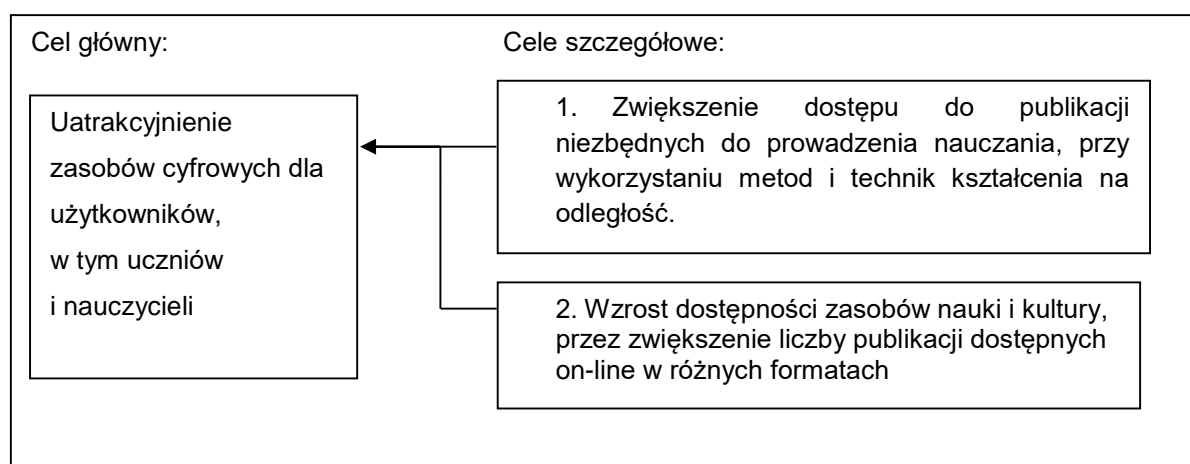 Cel główny:
Uatrakcyjnienie
zasobów cyfrowych dla
użytkowników,
w tym uczniów
i nauczycieli
Cele szczegółowe:
1. Zwiększenie dostępu do publikacji
niezbędnych do prowadzenia nauczania, przy
wykorzystaniu metod i technik kształcenia na
odległość.
2. Wzrost dostępności zasobów nauki i kultury,
przez zwiększenie liczby publikacji dostępnych
on-line w różnych formatach